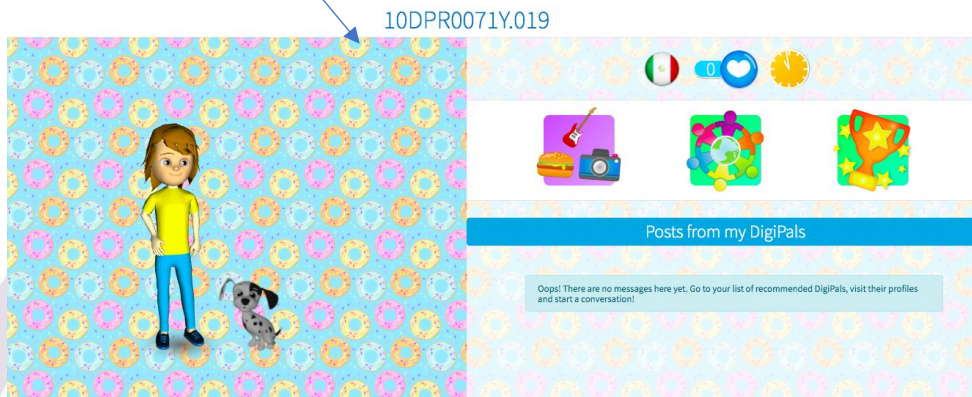 10DPR0071Y.019
0
Posts from my DigiPals
Oops! There are no messages here yet. Go to your list of recommended DigiPals, visit their profiles
and start a conversation!